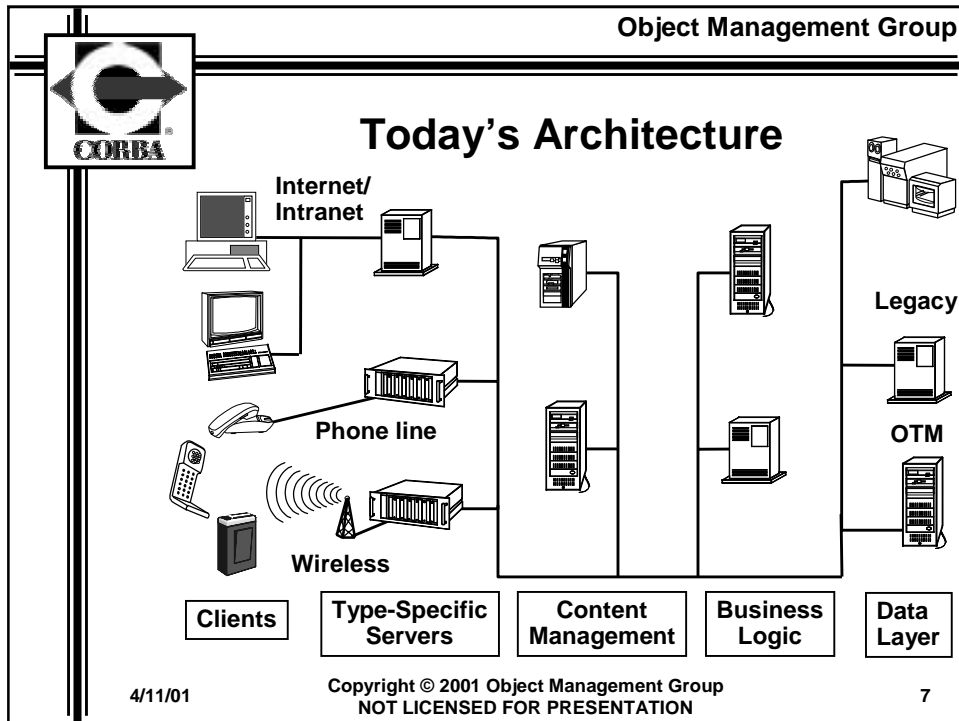 Object Management Group
CORBA
®
Today's Architecture
Internet/
Intranet
Legacy
Phone line
OTM
Wireless
Clients
Type-Specific
Servers
Content
Management
Business
Logic
Data
Layer
4/11/01
Copyright © 2001 Object Management Group
NOT LICENSED FOR PRESENTATION
7